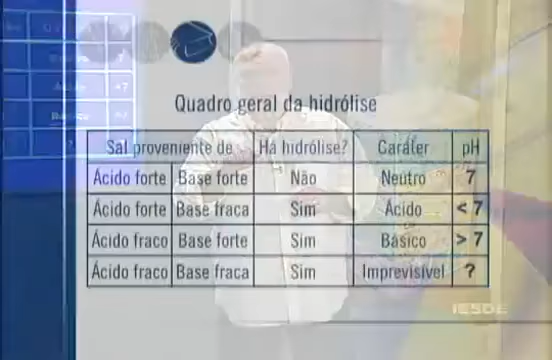 Quadro geral da hidrólise
Sal proveniente de Há hidrólise? Caráter pH
Ácido forte Base forte Não Neutro 7
Ácido forte Base fraca Sim Ácido < 7
Ácido fraco Base forte Sim Básico > 7
Ácido fraco Base fraca Sim Imprevisível ?
IESDE